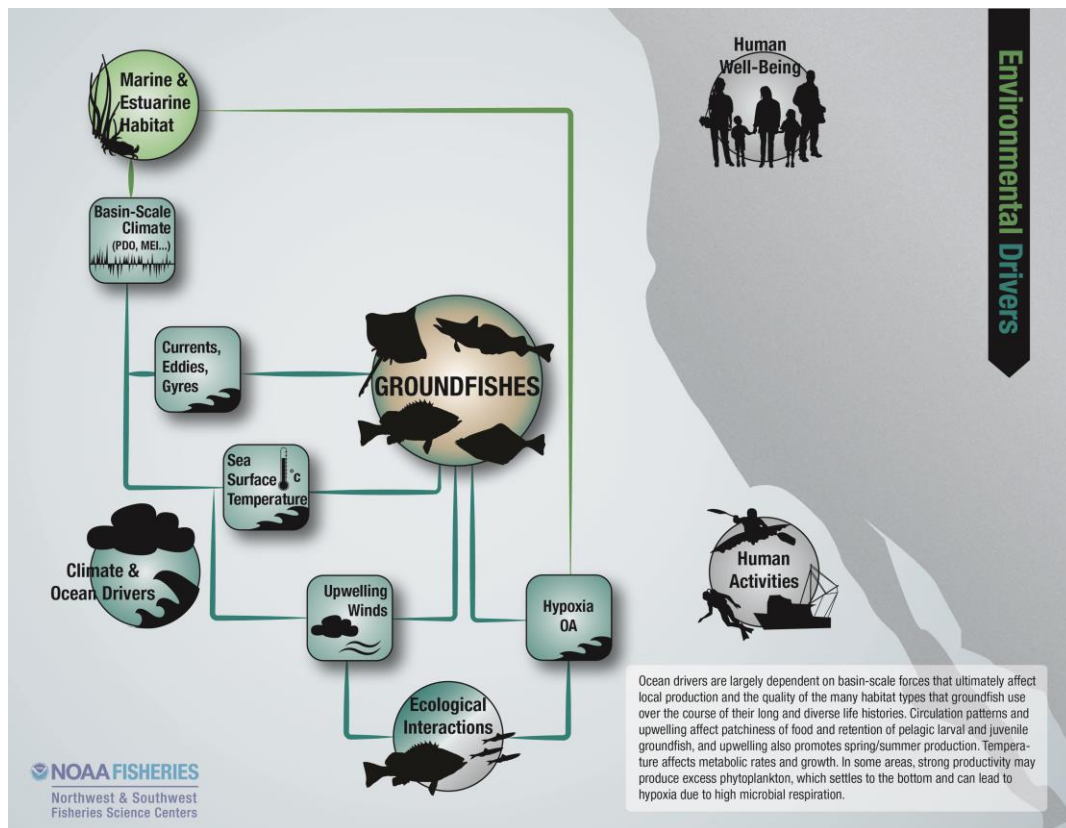 Marine &
Estuarine
Habitat
Human
Well-Being
Environmental Drivers
Basin-Scale
Climate
(PDO, MEI...)
Currents,
Eddies,
Gyres
GROUNDFISHES
Sea
Surface
Temperature
°c
Climate &
Ocean Drivers
Upwelling
Winds
Hypoxia
OA
Human
Activities
Ecological
Interactions
Ocean drivers are largely dependent on basin-scale forces that ultimately affect
local production and the quality of the many habitat types that groundfish use
over the course of their long and diverse life histories. Circulation patterns and
upwelling affect patchiness of food and retention of pelagic larval and juvenile
groundfish, and upwelling also promotes spring/summer production. Tempera-
ture affects metabolic rates and growth. In some areas, strong productivity may
produce excess phytoplankton, which settles to the bottom and can lead to
hypoxia due to high microbial respiration.
NOAA FISHERIES
Northwest & Southwest
Fisheries Science Centers